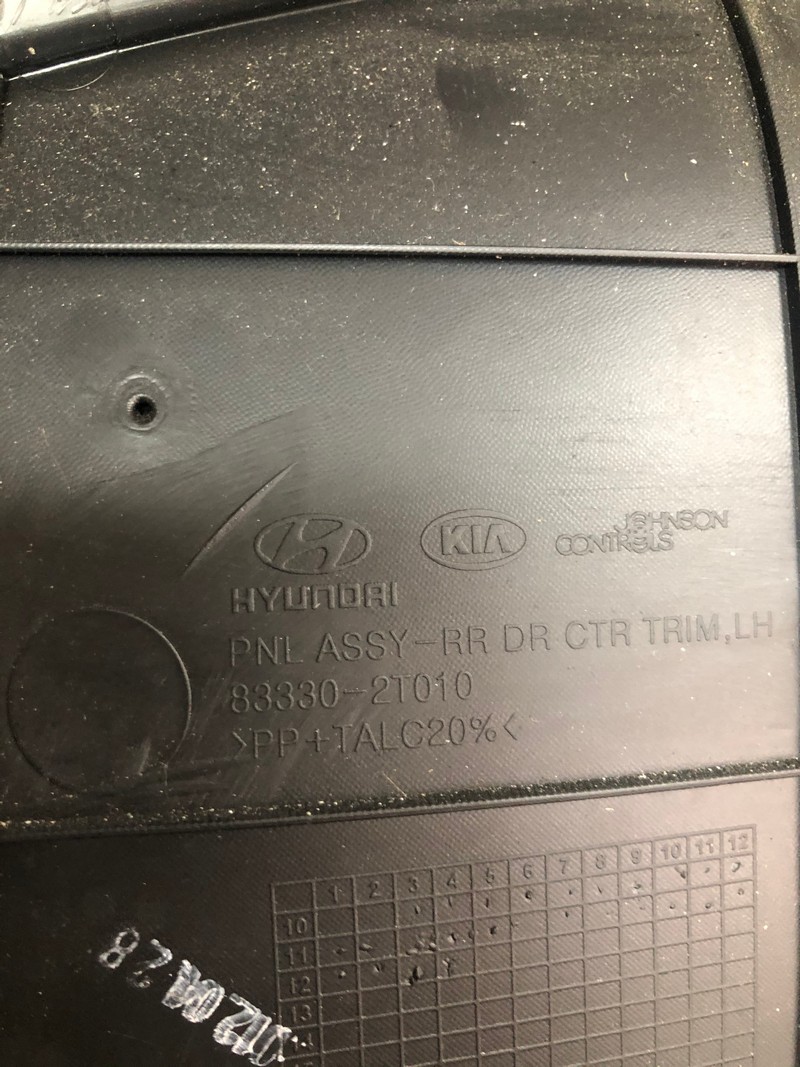 HYUNDAI
KIA
JOHNSON
CONTROLS
PNL ASSY-RR DR CTR TRIM,LH
83330-2T010
>PP+TALC20%<
1 2 3 4 5 6 7 8 9 10 11 12
10
11
12
13
14